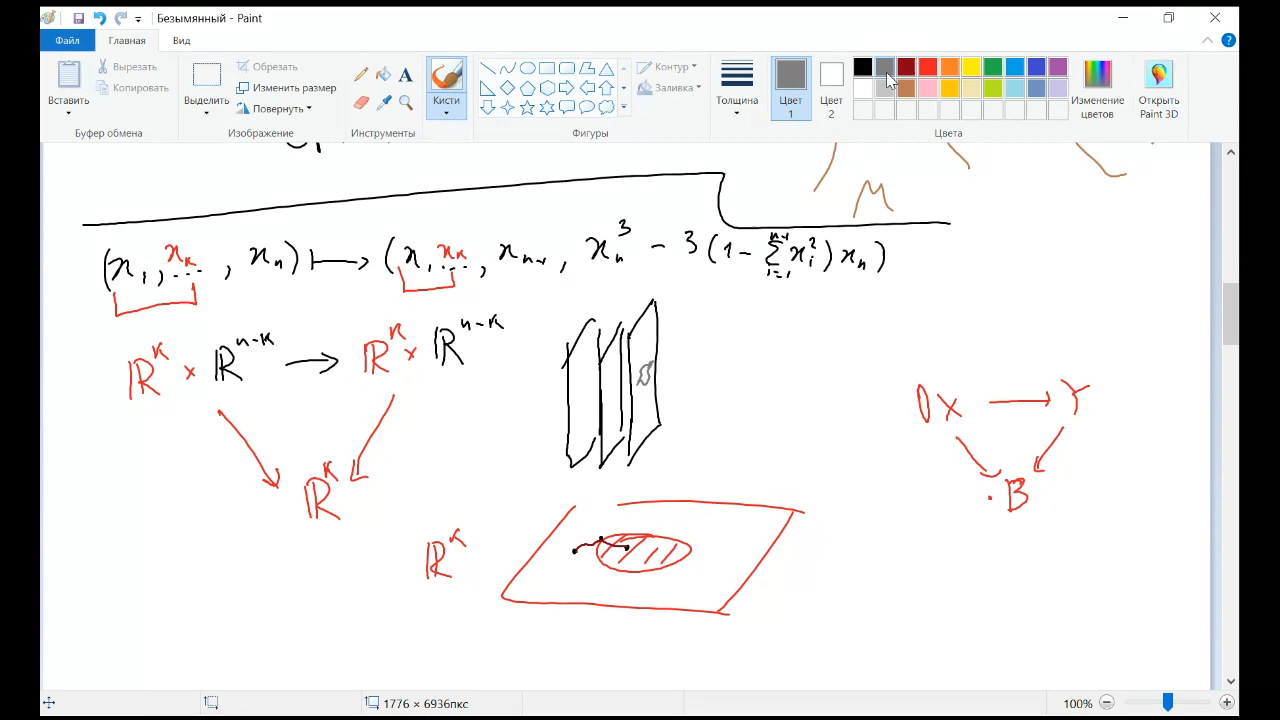 Безымянный - Paint
Файл Главная Вид
Вставить Вырезать Копировать Буфер обмена
Выделить Обрезать Изменить размер Повернуть Изображение
Инструменты
Кисти
Контур Заливка Фигуры
Толщина Цвет 1 Цвет 2 Изменение цветов Открыть Paint 3D Цвета
M
(x₁, ... xₖ, xₙ) ⟼ (x₁ ... xₖ, xₙ₋₁, xₙ³ - 3(1 - ∑ᵢ₌₁ⁿ⁻¹ xᵢ²) xₙ)
ℝᵏ × ℝⁿ⁻ᵏ → ℝᵏ × ℝⁿ⁻ᵏ
X → Y
ℝᵏ
B
ℝᵏ
1776 × 6936пкс 100%